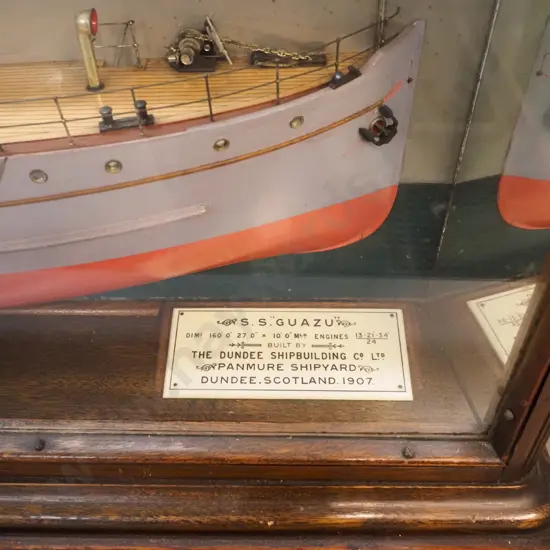 S.S. "GUAZU"
DIMS 160'0" 27'0" × 10'0" MLD ENGINES 13·21·34 / 24
BUILT BY
THE DUNDEE SHIPBUILDING CO LTD
PANMURE SHIPYARD
DUNDEE. SCOTLAND. 1907.